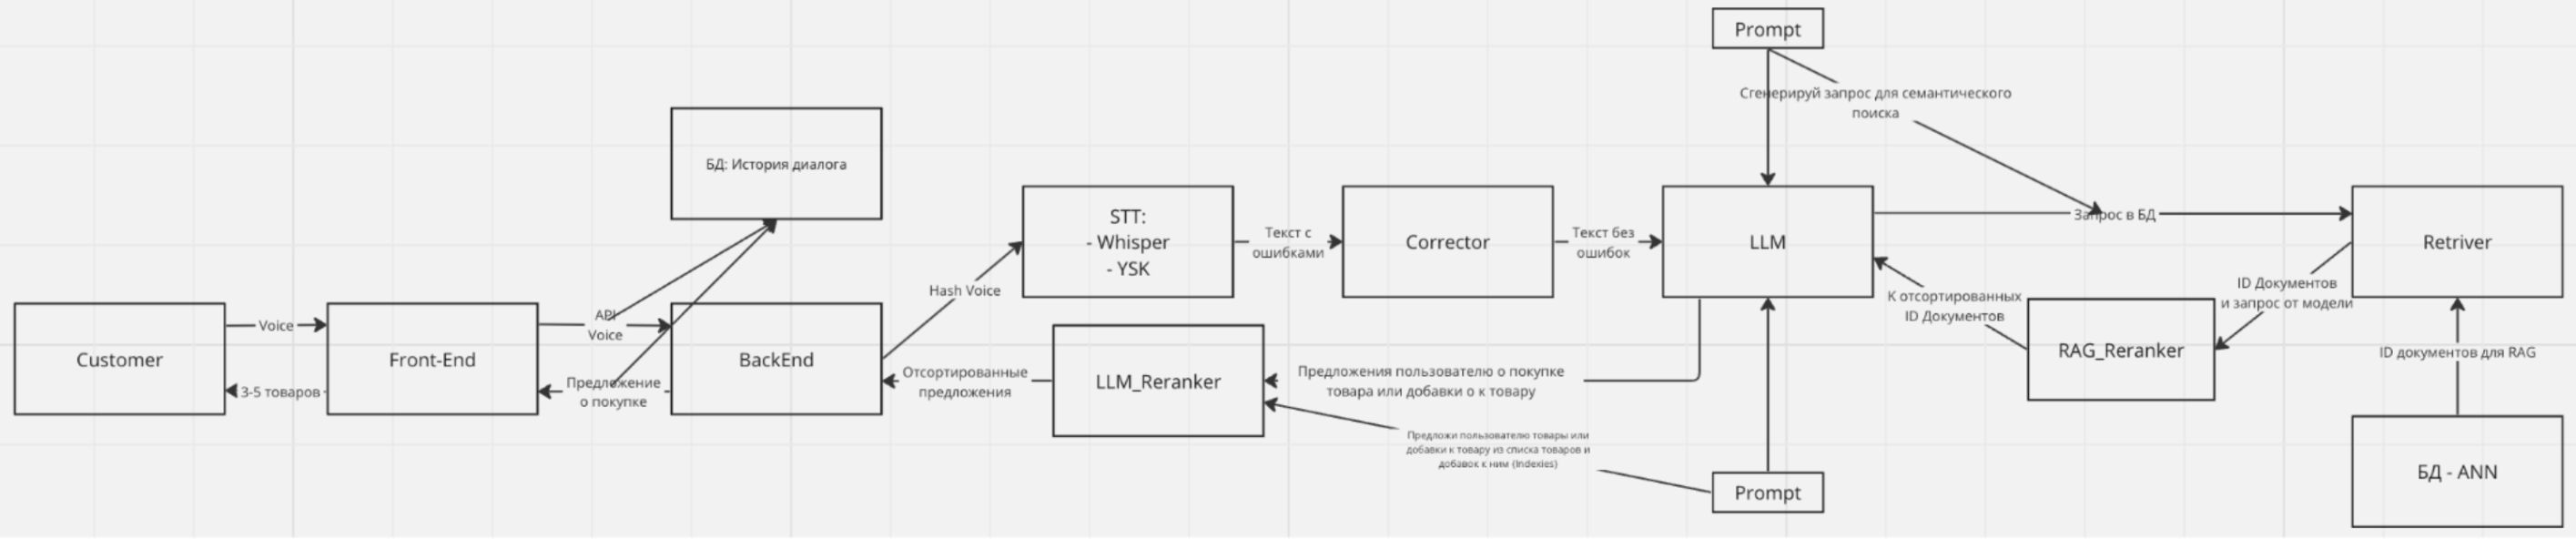 Prompt
Сгенерируй запрос для семантического
поиска
БД: История диалога
STT:
- Whisper
- YSK
Текст с
ошибками
Corrector
Текст без
ошибок
LLM
Запрос в БД
Retriver
Hash Voice
ID Документов
и запрос от модели
К отсортированных
ID Документов
RAG_Reranker
ID документов для RAG
Customer
Voice
3-5 товаров
Front-End
API
Voice
Предложение
о покупке
BackEnd
Отсортированные
предложения
LLM_Reranker
Предложения пользователю о покупке
товара или добавки о к товару
Предложи пользователю товары или
добавки к товару из списка товаров и
добавок к ним (Indexies)
Prompt
БД - ANN